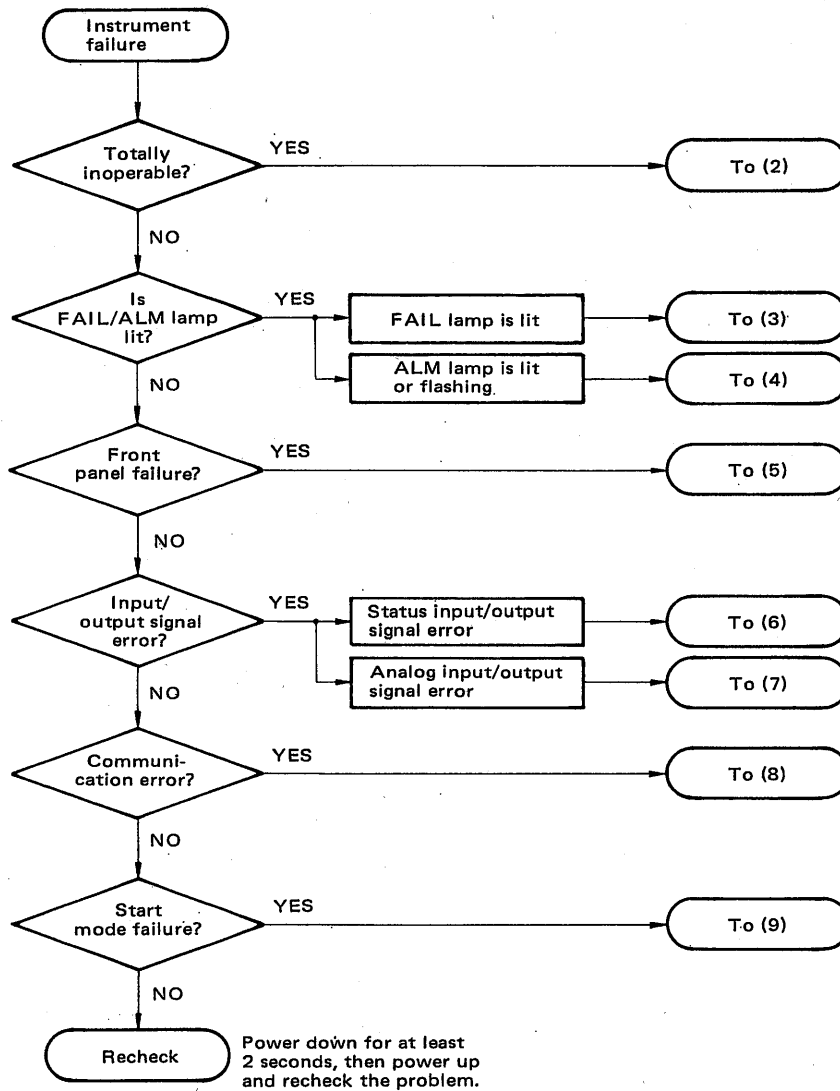 Instrument
failure
Totally
inoperable?
YES
To (2)
NO
Is
FAIL/ALM lamp
lit?
YES
FAIL lamp is lit
To (3)
ALM lamp is lit
or flashing
To (4)
NO
Front
panel failure?
YES
To (5)
NO
Input/
output signal
error?
YES
Status input/output
signal error
To (6)
Analog input/output
signal error
To (7)
NO
Communi-
cation error?
YES
To (8)
NO
Start
mode failure?
YES
To (9)
NO
Recheck
Power down for at least
2 seconds, then power up
and recheck the problem.